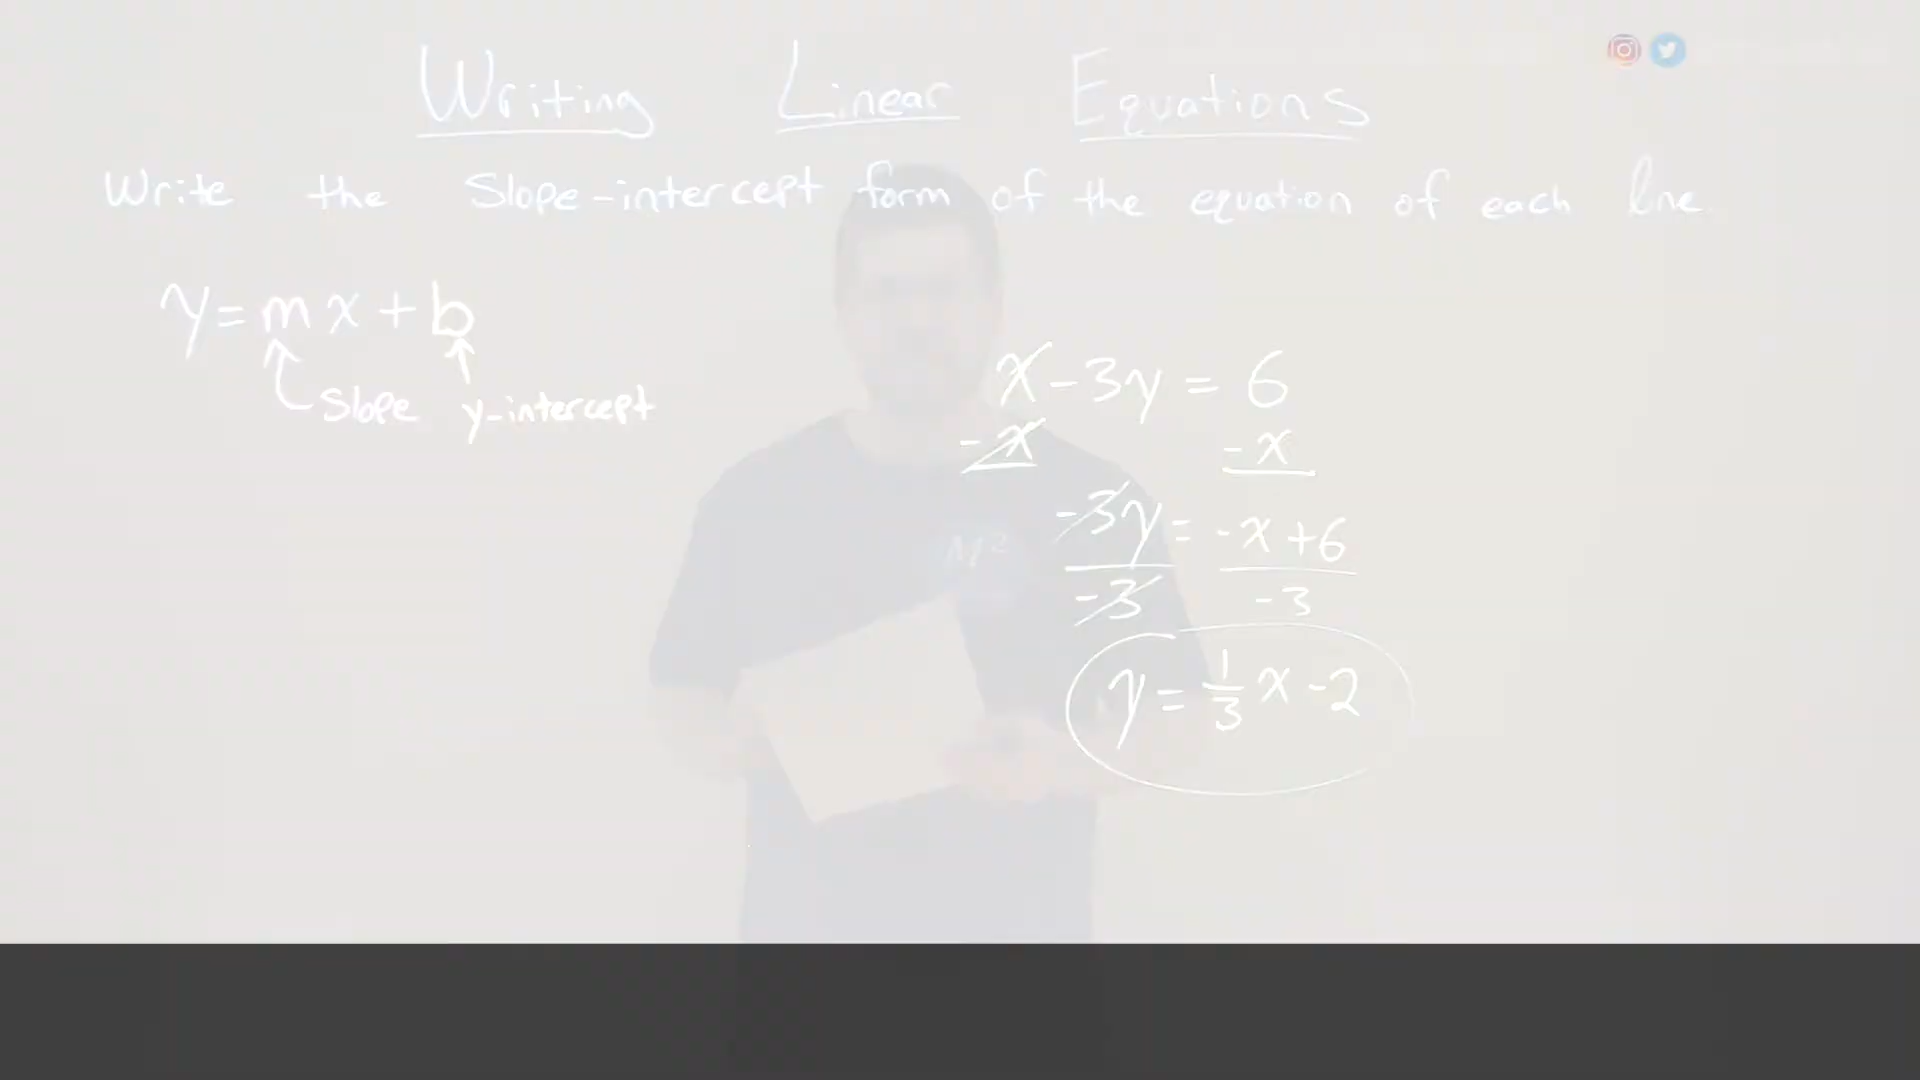 Writing Linear Equations
Write the Slope-intercept form of the equation of each line
y = mx + b
Slope y-intercept
x - 3y = 6
-x -x
-3y = -x + 6
-3 -3
y = 1/3 x - 2
M²